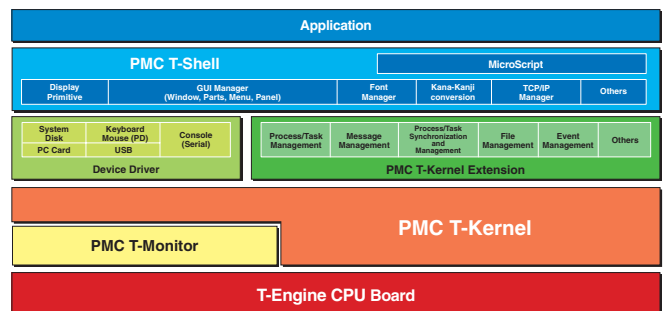 Application
PMC T-Shell
MicroScript
Display
Primitive
GUI Manager
(Window, Parts, Menu, Panel)
Font
Manager
Kana-Kanji
conversion
TCP/IP
Manager
Others
System
Disk
Keyboard
Mouse (PD)
Console
(Serial)
PC Card
USB
Device Driver
Process/Task
Management
Message
Management
Process/Task
Synchronization
and
Management
File
Management
Event
Management
Others
PMC T-Kernel Extension
PMC T-Kernel
PMC T-Monitor
T-Engine CPU Board